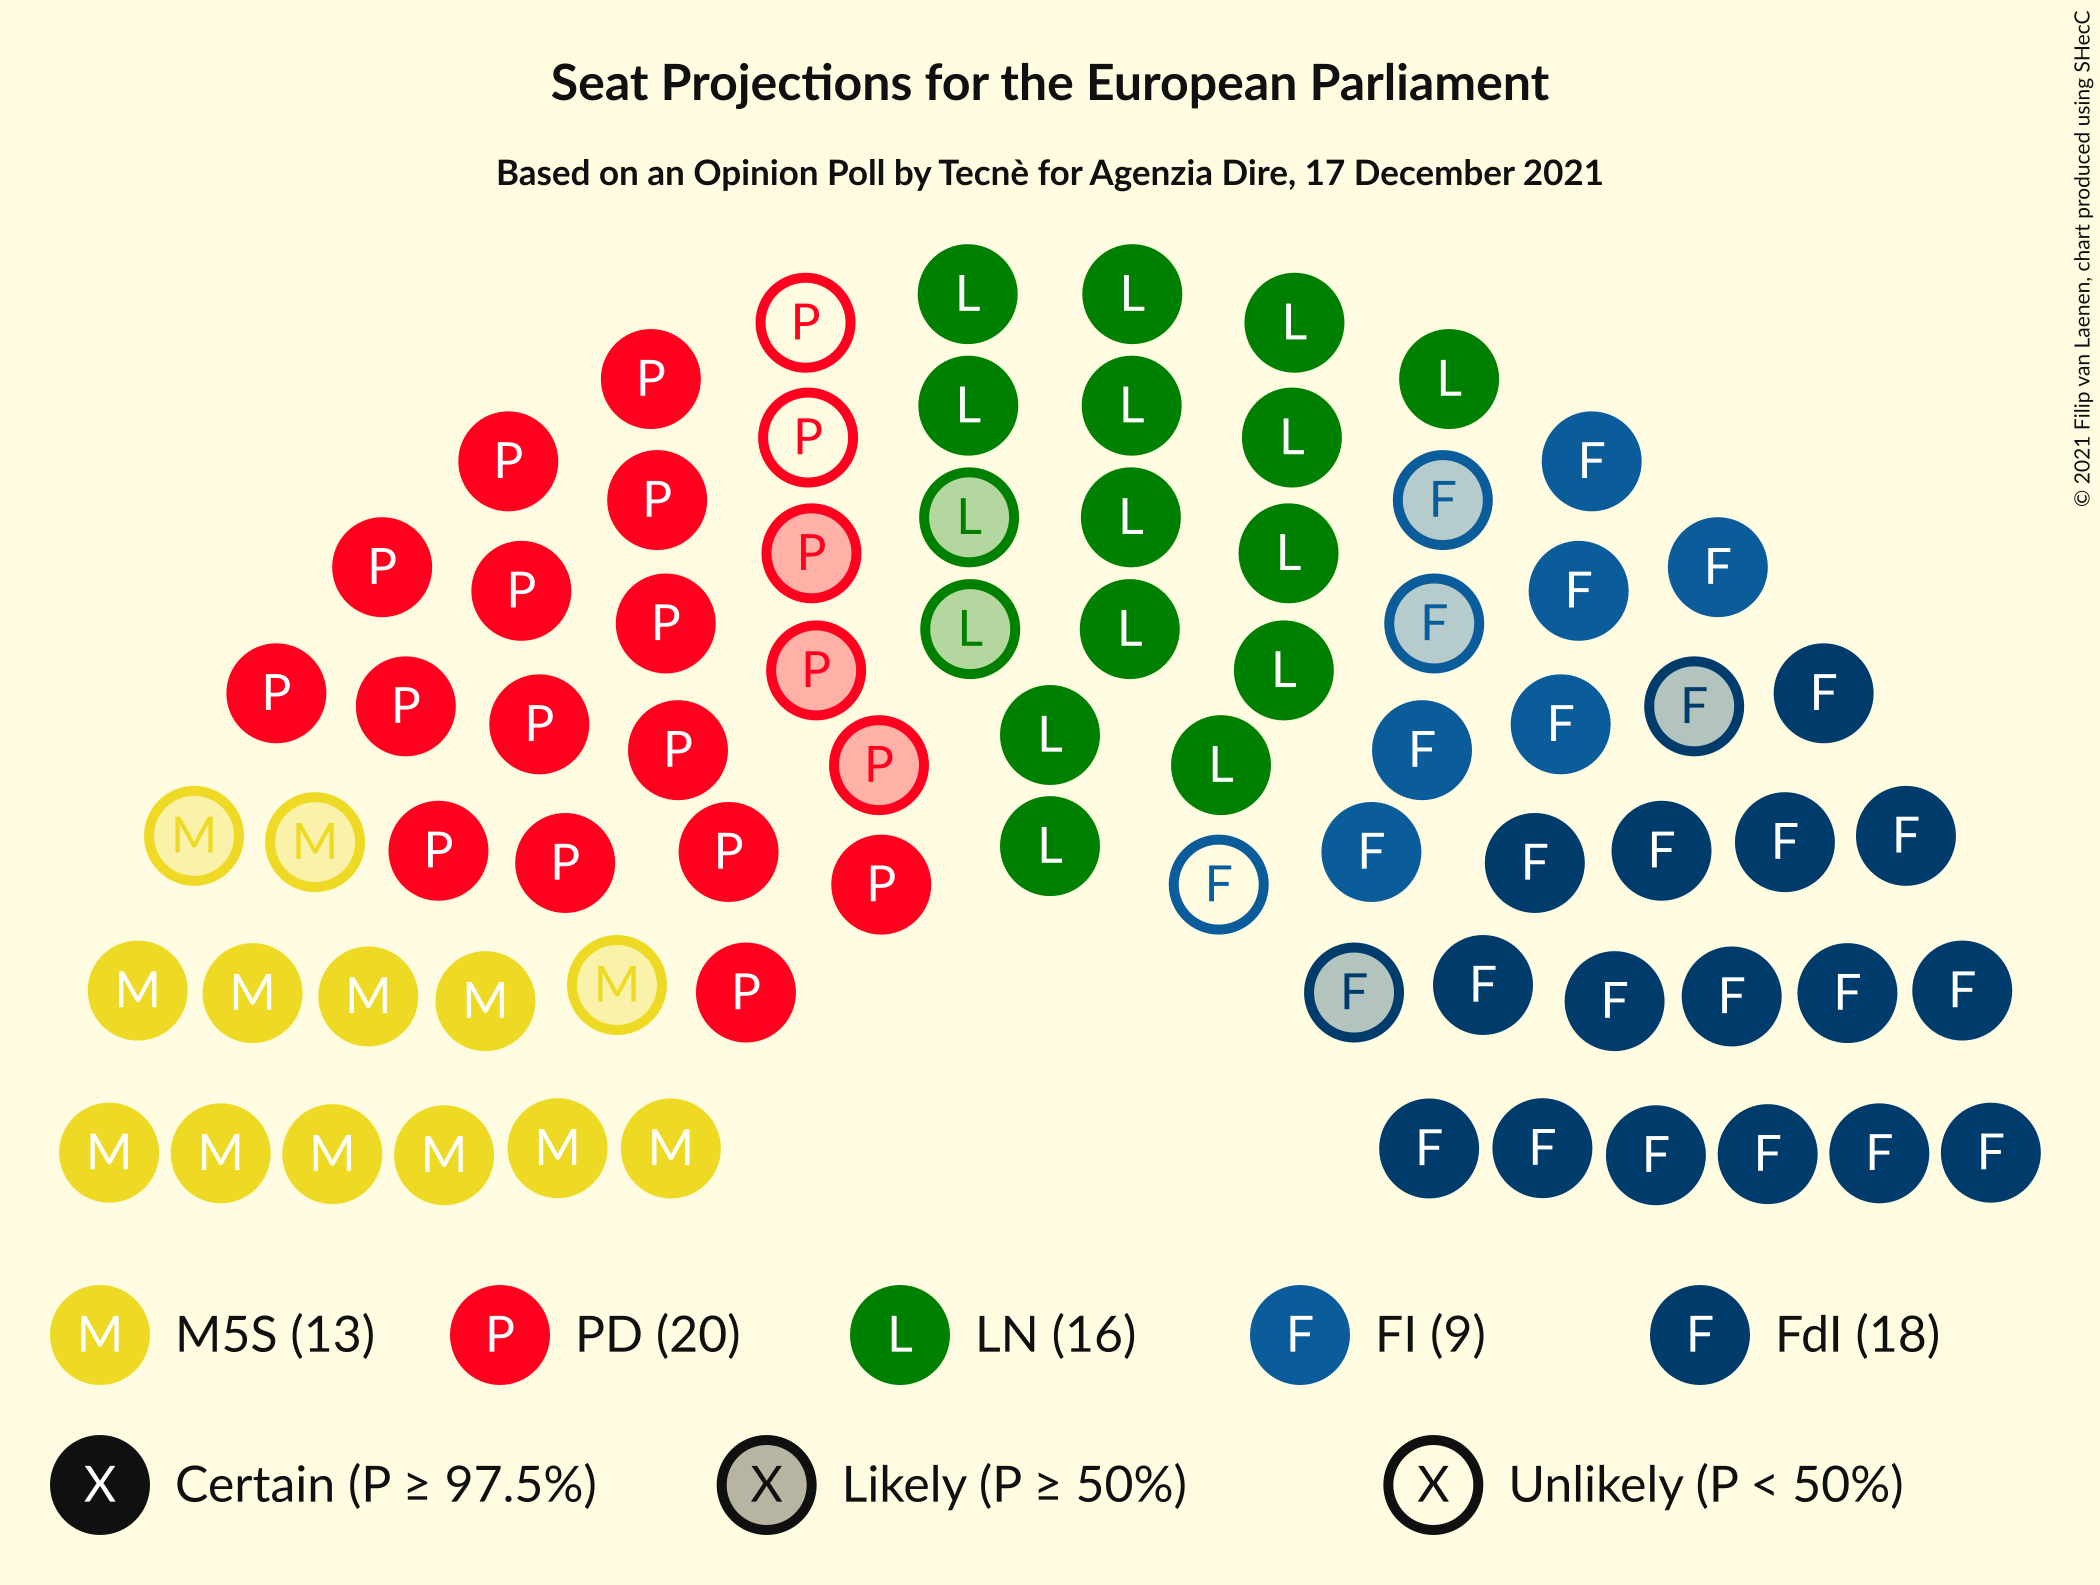 Seat Projections for the European Parliament
Based on an Opinion Poll by Tecnè for Agenzia Dire, 17 December 2021
© 2021 Filip van Laenen, chart produced using SHecC
L L
P L L
P P L
L L
P L L
P F F
P L
P P F
L L
P L F
P P F F
P L L
P L F
P P L F F
P P F F
L
P P F F
P L
M M F F
L
P P P F F F
P F
M P F
M M M M F F F F
P F
M M M M M M F F F F F F
M M5S (13) P PD (20) L LN (16) F FI (9) F FdI (18)
X Certain (P ≥ 97.5%) X Likely (P ≥ 50%) X Unlikely (P < 50%)